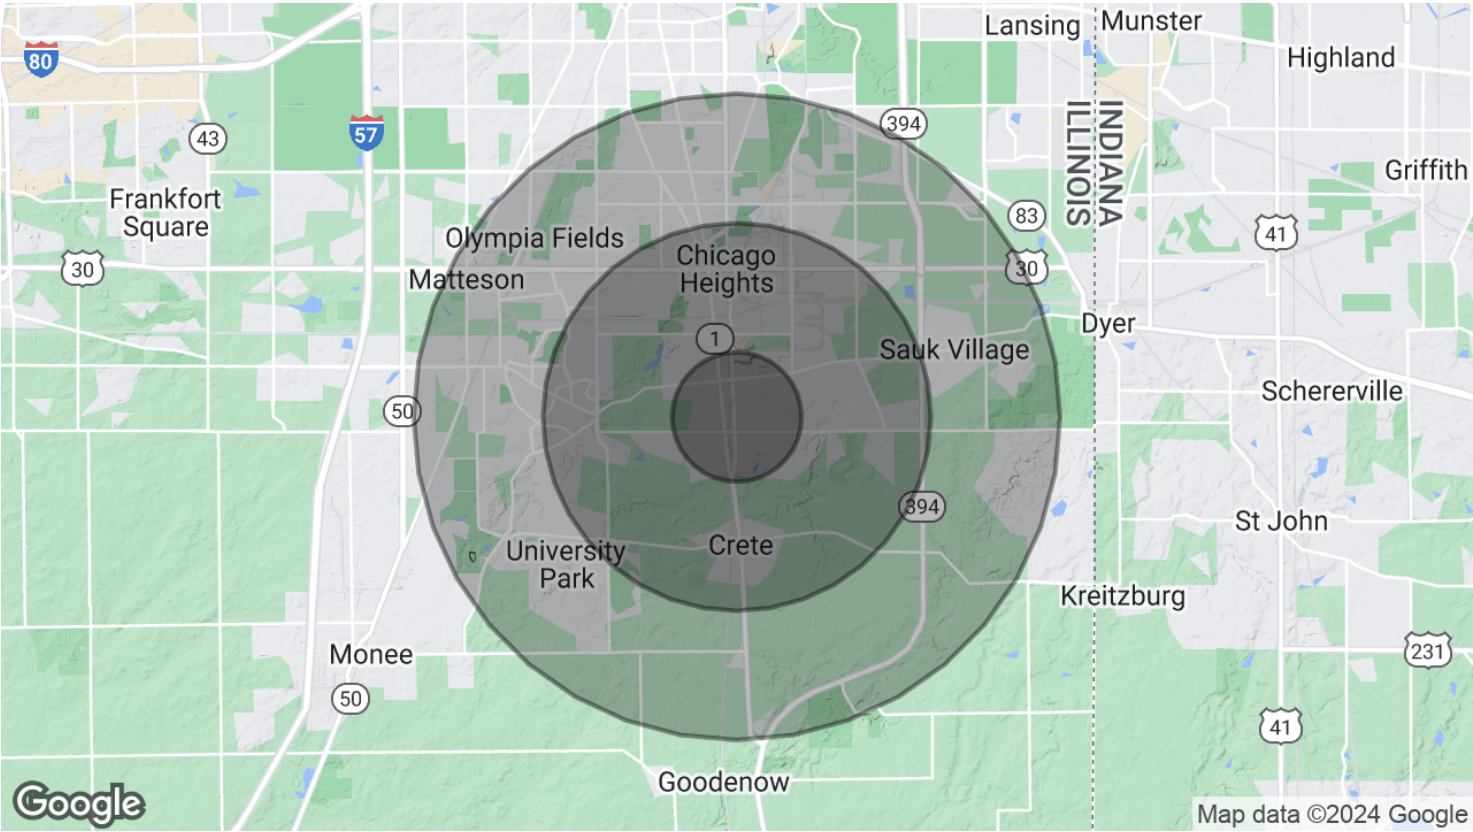 Lansing
Munster
80
Highland
43
57
394
INDIANA
ILLINOIS
Griffith
Frankfort
Square
83
41
Olympia Fields
Chicago
Heights
30
Matteson
30
Dyer
1
Sauk Village
Schererville
50
394
St John
University
Park
Crete
Kreitzburg
Monee
231
50
41
Goodenow
Google
Map data ©2024 Google